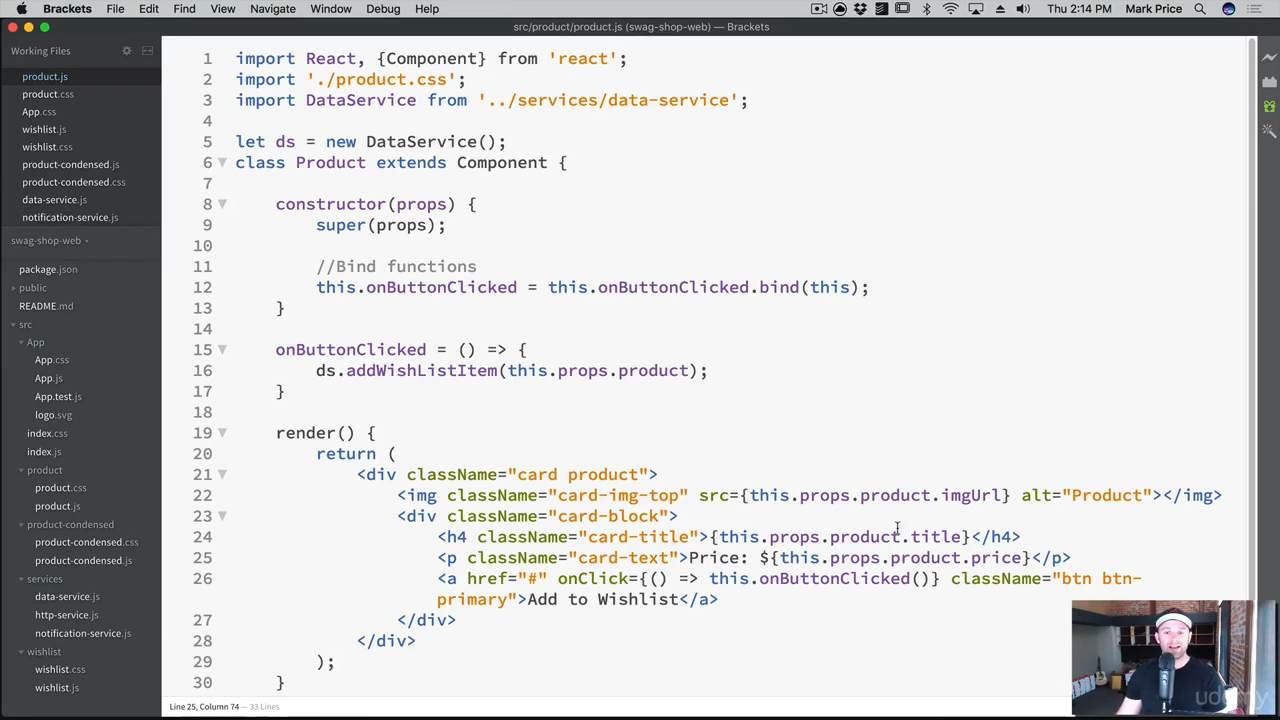 Brackets File Edit Find View Navigate Window Debug Help Thu 2:14 PM Mark Price
src/product/product.js (swag-shop-web) — Brackets
Working Files
product.js
product.css
App.css
wishlist.js
wishlist.css
product-condensed.js
product-condensed.css
data-service.js
notification-service.js
swag-shop-web
package.json
public
README.md
src
App
App.css
App.js
App.test.js
logo.svg
index.css
index.js
product
product.css
product.js
product-condensed
product-condensed.css
product-condensed.js
services
data-service.js
http-service.js
notification-service.js
wishlist
wishlist.css
wishlist.js
1 import React, {Component} from 'react';
2 import './product.css';
3 import DataService from '../services/data-service';
4
5 let ds = new DataService();
6 class Product extends Component {
7
8 constructor(props) {
9 super(props);
10
11 //Bind functions
12 this.onButtonClicked = this.onButtonClicked.bind(this);
13 }
14
15 onButtonClicked = () => {
16 ds.addWishListItem(this.props.product);
17 }
18
19 render() {
20 return (
21 <div className="card product">
22 <img className="card-img-top" src={this.props.product.imgUrl} alt="Product"></img>
23 <div className="card-block">
24 <h4 className="card-title">{this.props.product.title}</h4>
25 <p className="card-text">Price: ${this.props.product.price}</p>
26 <a href="#" onClick={() => this.onButtonClicked()} className="btn btn-
primary">Add to Wishlist</a>
27 </div>
28 </div>
29 );
30 }
Line 25, Column 74 — 33 Lines
udemy